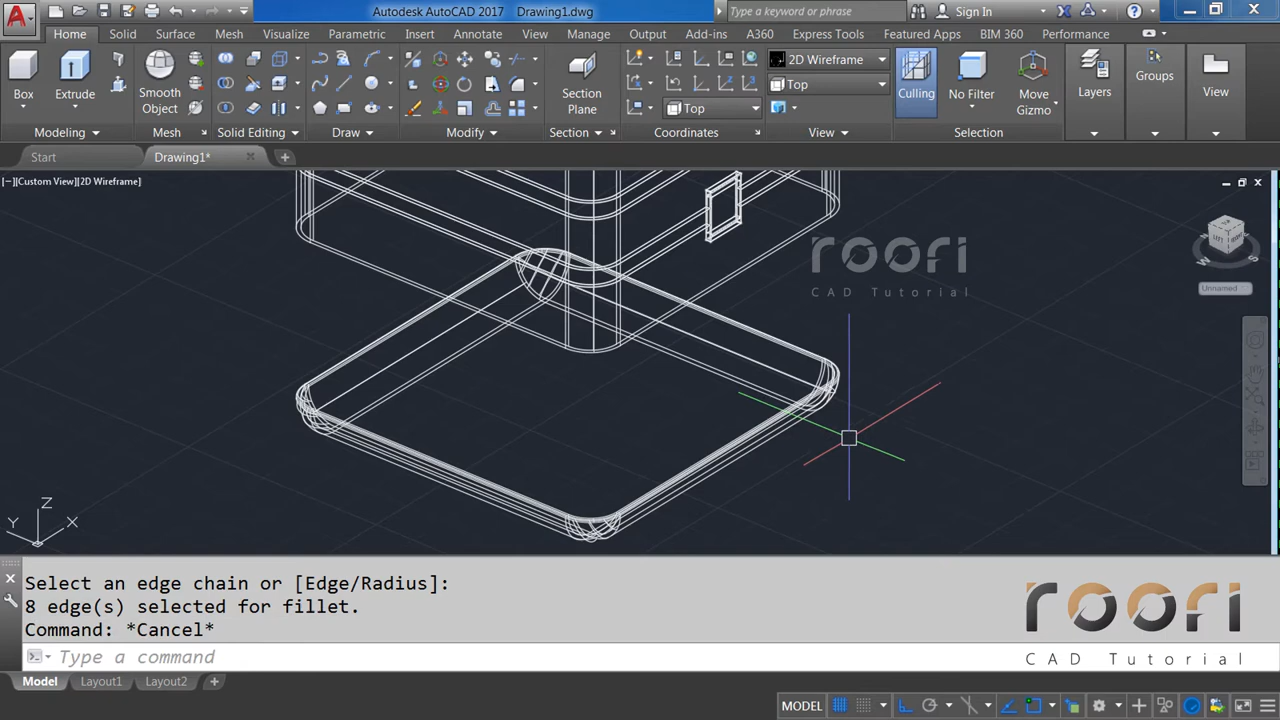 Autodesk AutoCAD 2017 Drawing1.dwg
Type a keyword or phrase
Sign In
Home Solid Surface Mesh Visualize Parametric Insert Annotate View Manage Output Add-ins A360 Express Tools Featured Apps BIM 360 Performance
Box
Extrude
Smooth
Object
Section
Plane
2D Wireframe
Top
Top
Culling
No Filter
Move
Gizmo
Layers
Groups
View
Modeling
Mesh
Solid Editing
Draw
Modify
Section
Coordinates
View
Selection
Start
Drawing1*
[−][Custom View][2D Wireframe]
roofi
CAD Tutorial
W
S
Unnamed
Z
Y
X
Select an edge chain or [Edge/Radius]:
8 edge(s) selected for fillet.
Command: *Cancel*
Type a command
roofi
CAD Tutorial
Model
Layout1
Layout2
MODEL